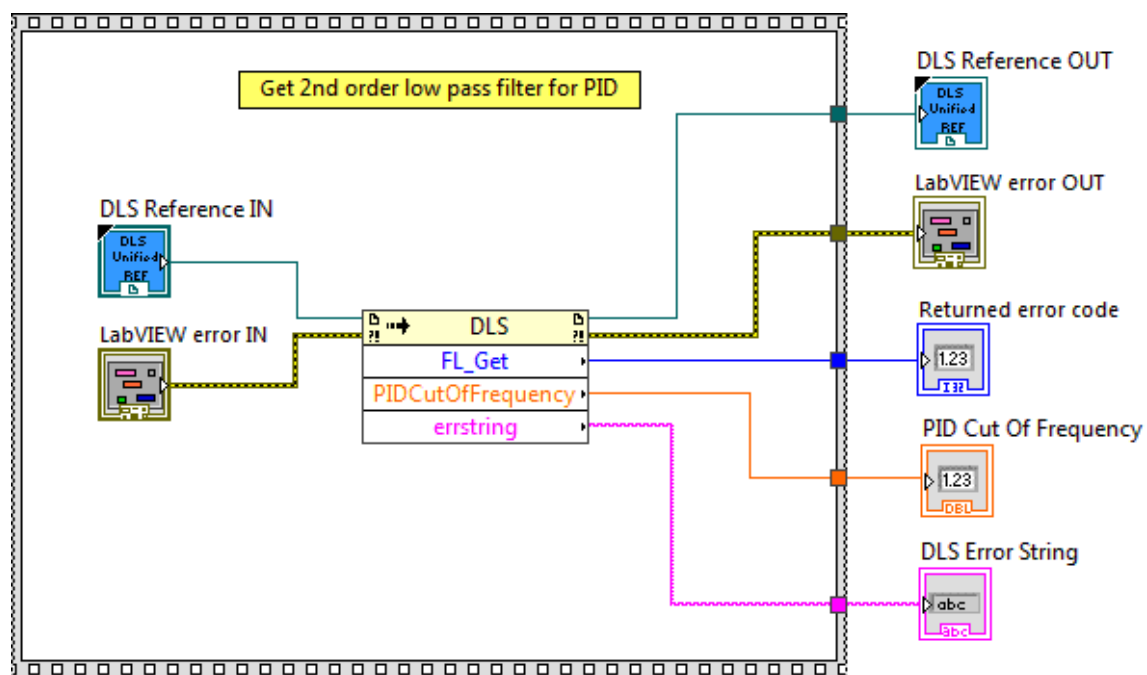 Get 2nd order low pass filter for PID
DLS Reference IN
DLS
Unified
REF
LabVIEW error IN
?!
DLS
?!
FL_Get
PIDCutOfFrequency
errstring
DLS Reference OUT
DLS
Unified
REF
LabVIEW error OUT
Returned error code
1.23
I32
PID Cut Of Frequency
1.23
DBL
DLS Error String
abc
abc